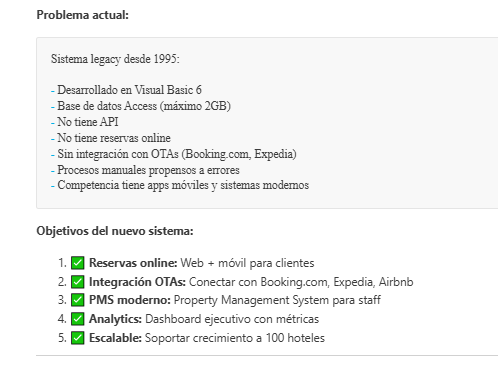 Problema actual:
Sistema legacy desde 1995:
- Desarrollado en Visual Basic 6
- Base de datos Access (máximo 2GB)
- No tiene API
- No tiene reservas online
- Sin integración con OTAs (Booking.com, Expedia)
- Procesos manuales propensos a errores
- Competencia tiene apps móviles y sistemas modernos
Objetivos del nuevo sistema:
1. ✅ Reservas online: Web + móvil para clientes
2. ✅ Integración OTAs: Conectar con Booking.com, Expedia, Airbnb
3. ✅ PMS moderno: Property Management System para staff
4. ✅ Analytics: Dashboard ejecutivo con métricas
5. ✅ Escalable: Soportar crecimiento a 100 hoteles